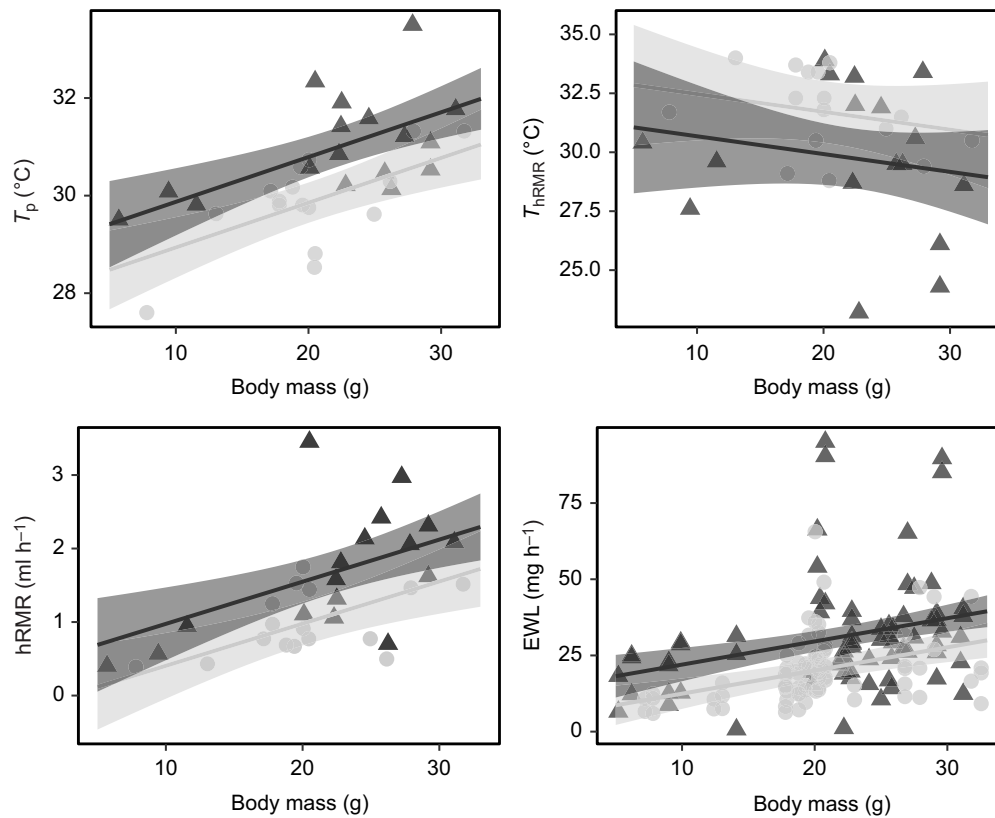 35.0
32
32.5
Tp (°C)
ThRMR (°C)
30
30.0
27.5
28
25.0
10 20 30
10 20 30
Body mass (g)
Body mass (g)
3
75
hRMR (ml h−1)
EWL (mg h−1)
2
50
1
25
0
0
10 20 30
10 20 30
Body mass (g)
Body mass (g)